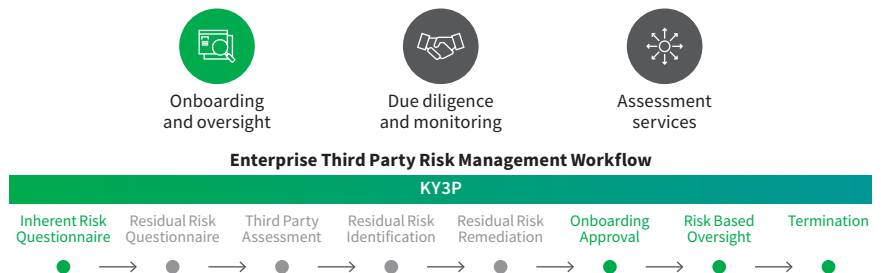 Onboarding
and oversight
Due diligence
and monitoring
Assessment
services
Enterprise Third Party Risk Management Workflow
KY3P
Inherent Risk
Questionnaire
Residual Risk
Questionnaire
Third Party
Assessment
Residual Risk
Identification
Residual Risk
Remediation
Onboarding
Approval
Risk Based
Oversight
Termination